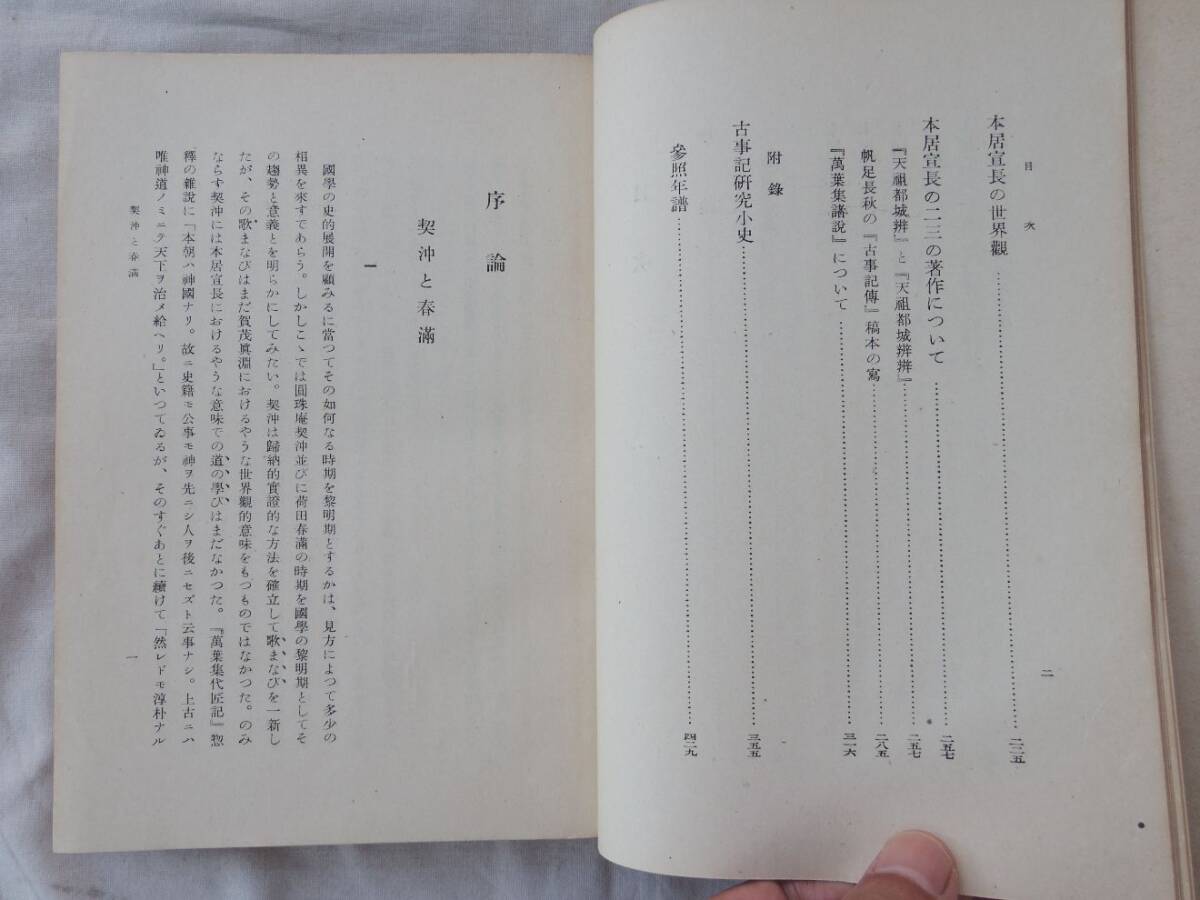 目次
本居宣長の世界觀……二二五
本居宣長の二三の著作について……二五七
『天祖都城辨』と『天祖都城辨辨』……二五七
帆足長秋の『古事記傳』稿本の寫……二八五
『萬葉集諸說』について……三一六
附錄
古事記硏究小史……三五五
參照年譜……四二九
二
序論
契沖と春滿
一
國學の史的展開を顧みるに當つてその如何なる時期を黎明期とするかは、見方によつて多少の
相異を來すであらう。しかしこゝでは圓珠庵契沖並びに荷田春滿の時期を國學の黎明期としてそ
の趨勢と意義とを明らかにしてみたい。契沖は歸納的實證的な方法を確立して歌まなびを一新し
たが、その歌まなびはまだ賀茂眞淵におけるやうな世界觀的意味をもつものではなかつた。のみ
ならず契沖には本居宣長におけるやうな意味での道の學びはまだなかつた。『萬葉集代匠記』惣
釋の雜說に「本朝ハ神國ナリ。故ニ史籍モ公事モ神ヲ先ニシ人ヲ後ニセズト云事ナシ。上古ニハ
唯神道ノミニテ天下ヲ治メ給ヘリ。」といつてゐるが、そのすぐあとに續けて「然レドモ淳朴ナル
契沖と春滿
一